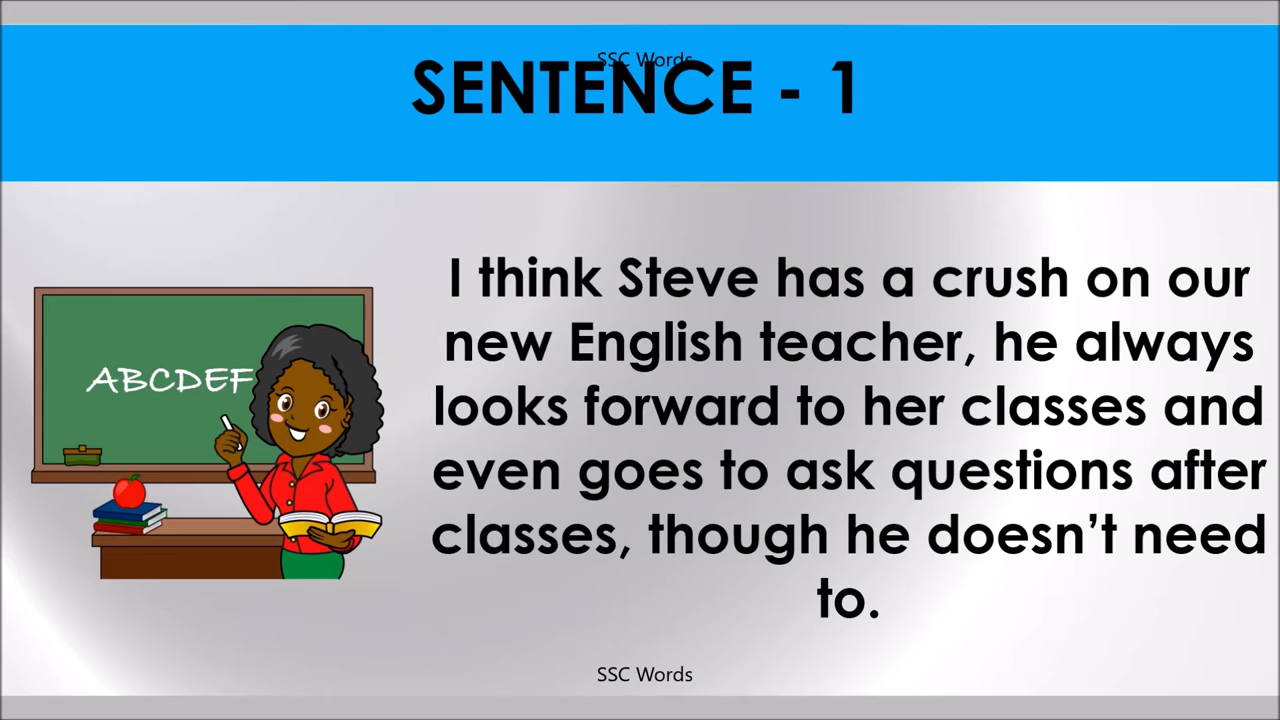 SSC Words
SENTENCE - 1
I think Steve has a crush on our
new English teacher, he always
looks forward to her classes and
even goes to ask questions after
classes, though he doesn’t need
to.
ABCDEF
SSC Words